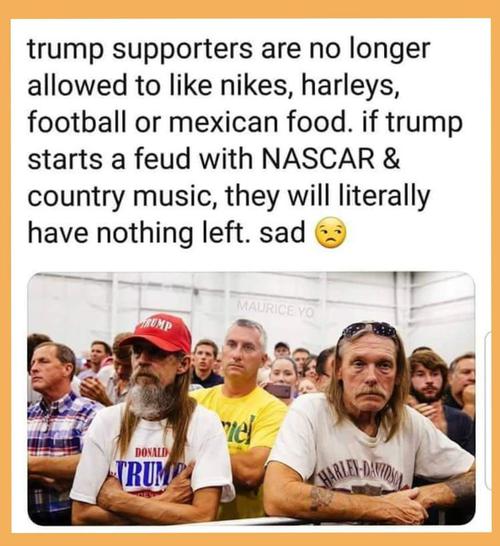 trump supporters are no longer
allowed to like nikes, harleys,
football or mexican food. if trump
starts a feud with NASCAR &
country music, they will literally
have nothing left. sad 😒
MAURICE.YO
TRUMP
DONALD
TRUMP
HARLEY-DAVIDSON